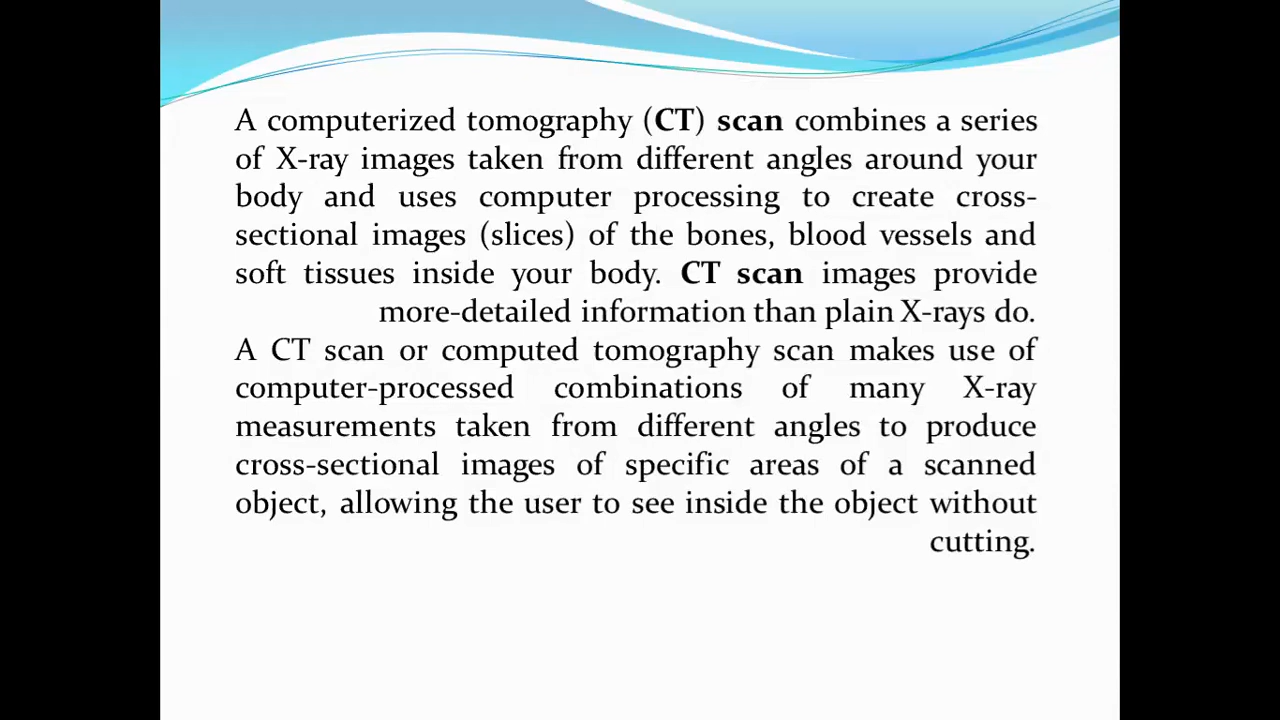 A computerized tomography (CT) scan combines a series
of X-ray images taken from different angles around your
body and uses computer processing to create cross-
sectional images (slices) of the bones, blood vessels and
soft tissues inside your body. CT scan images provide
more-detailed information than plain X-rays do.
A CT scan or computed tomography scan makes use of
computer-processed combinations of many X-ray
measurements taken from different angles to produce
cross-sectional images of specific areas of a scanned
object, allowing the user to see inside the object without
cutting.